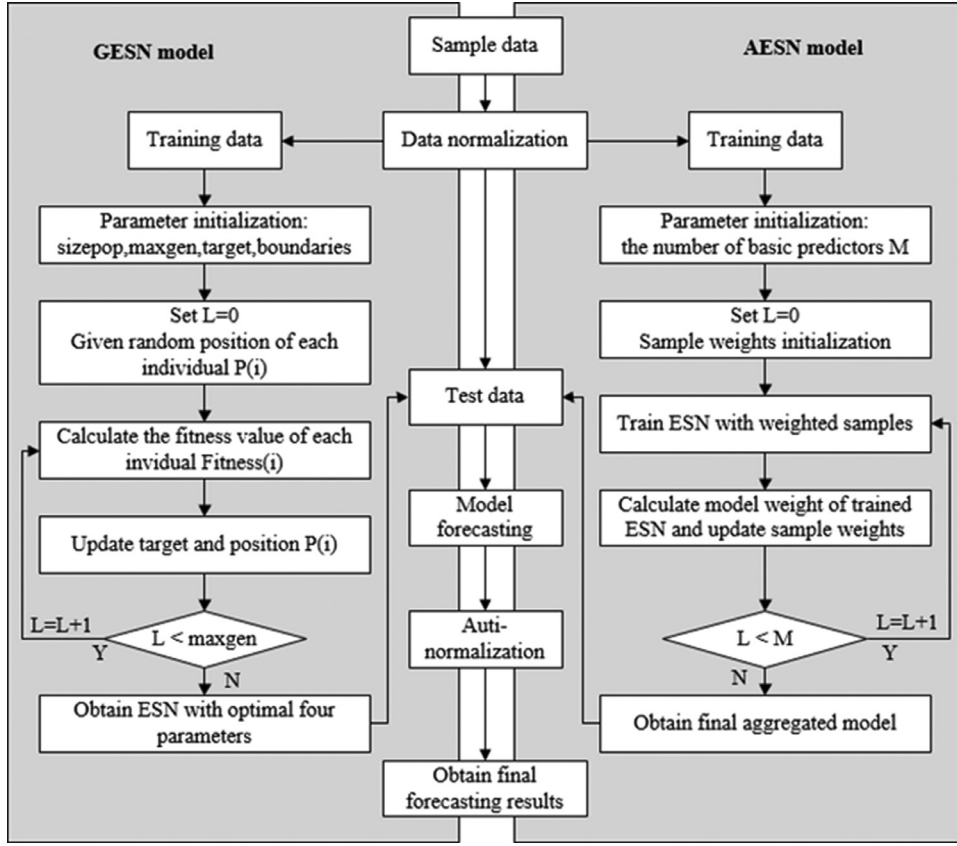 GESN model
Sample data
AESN model
Training data
Data normalization
Training data
Parameter initialization:
sizepop,maxgen,target,boundaries
Parameter initialization:
the number of basic predictors M
Set L=0
Given random position of each
individual P(i)
Set L=0
Sample weights initialization
Test data
Calculate the fitness value of each
invidual Fitness(i)
Train ESN with weighted samples
Update target and position P(i)
Model
forecasting
Calculate model weight of trained
ESN and update sample weights
L=L+1
L < maxgen
Y
N
Auti-
normalization
L < M
L=L+1
Y
N
Obtain ESN with optimal four
parameters
Obtain final aggregated model
Obtain final
forecasting results